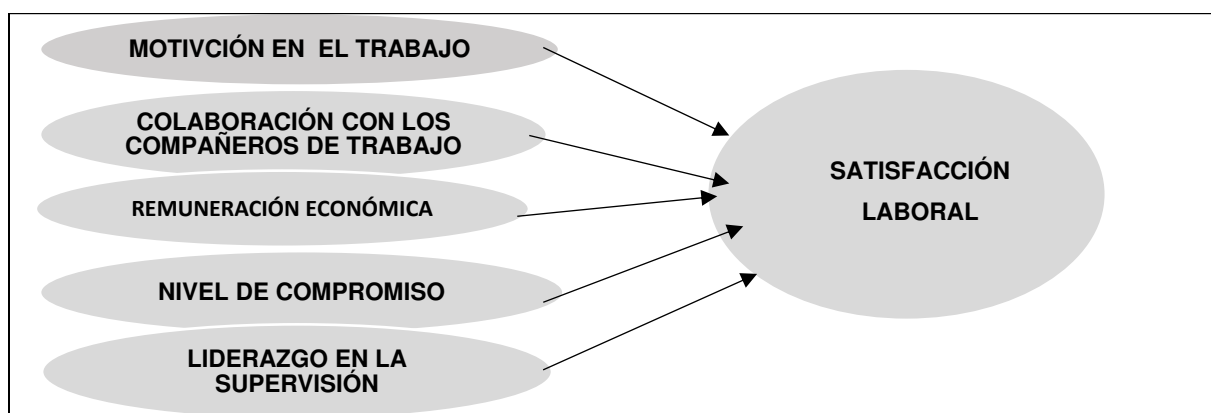 MOTIVCIÓN EN EL TRABAJO
COLABORACIÓN CON LOS
COMPAÑEROS DE TRABAJO
REMUNERACIÓN ECONÓMICA
NIVEL DE COMPROMISO
LIDERAZGO EN LA
SUPERVISIÓN
SATISFACCIÓN
LABORAL